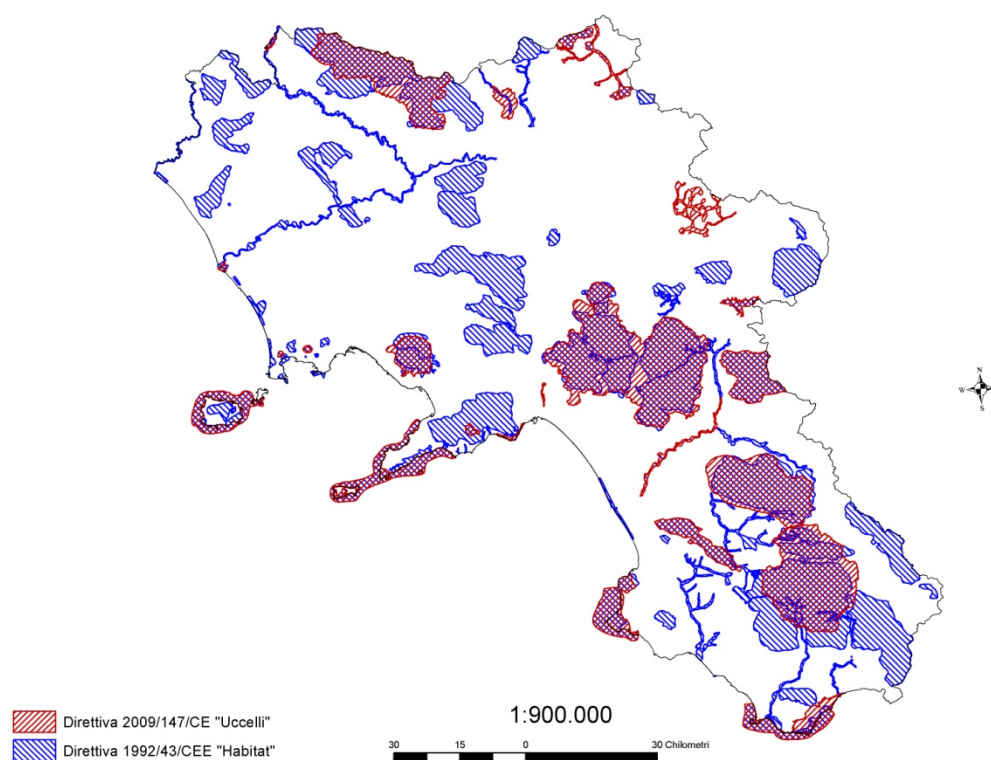 N
W E
S
Direttiva 2009/147/CE "Uccelli"
1:900.000
Direttiva 1992/43/CEE "Habitat"
30 15 0 30 Chilometri